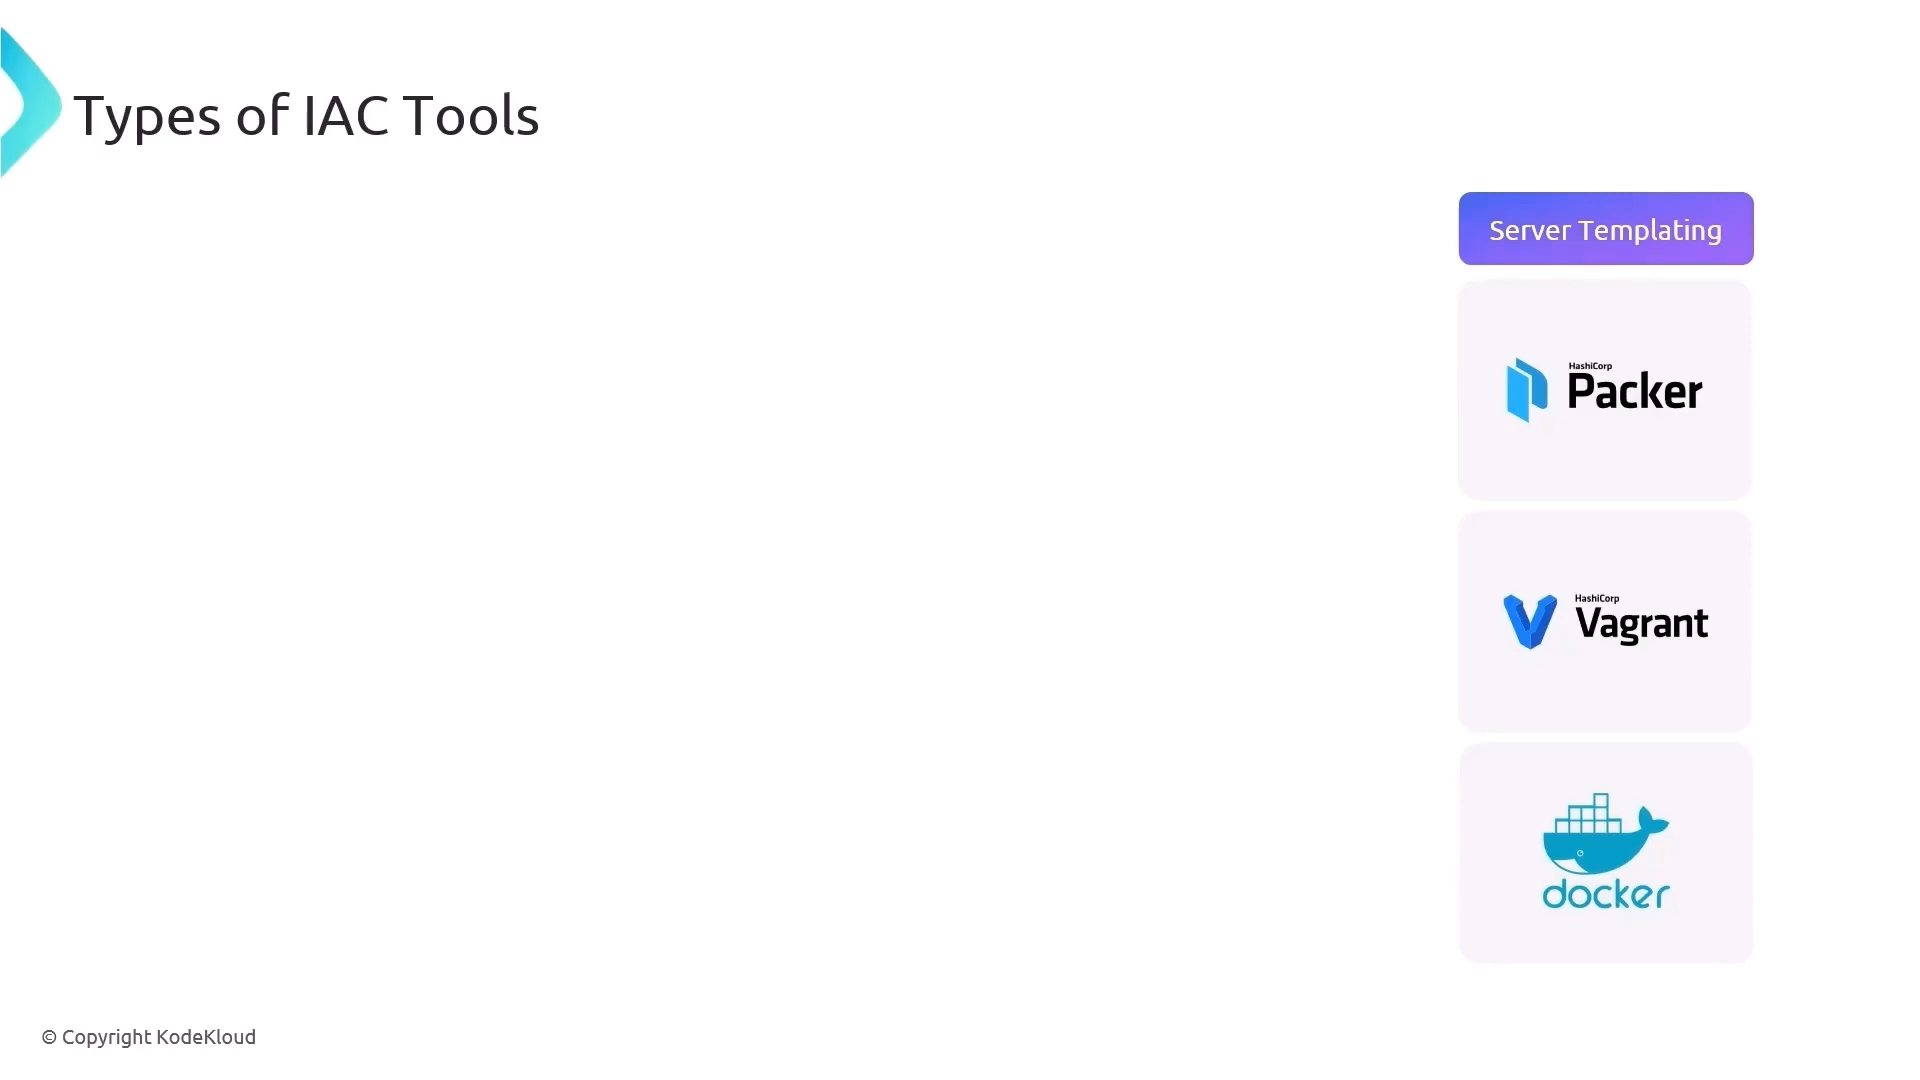 Types of IAC Tools
Server Templating
HashiCorp
Packer
HashiCorp
Vagrant
docker
© Copyright KodeKloud